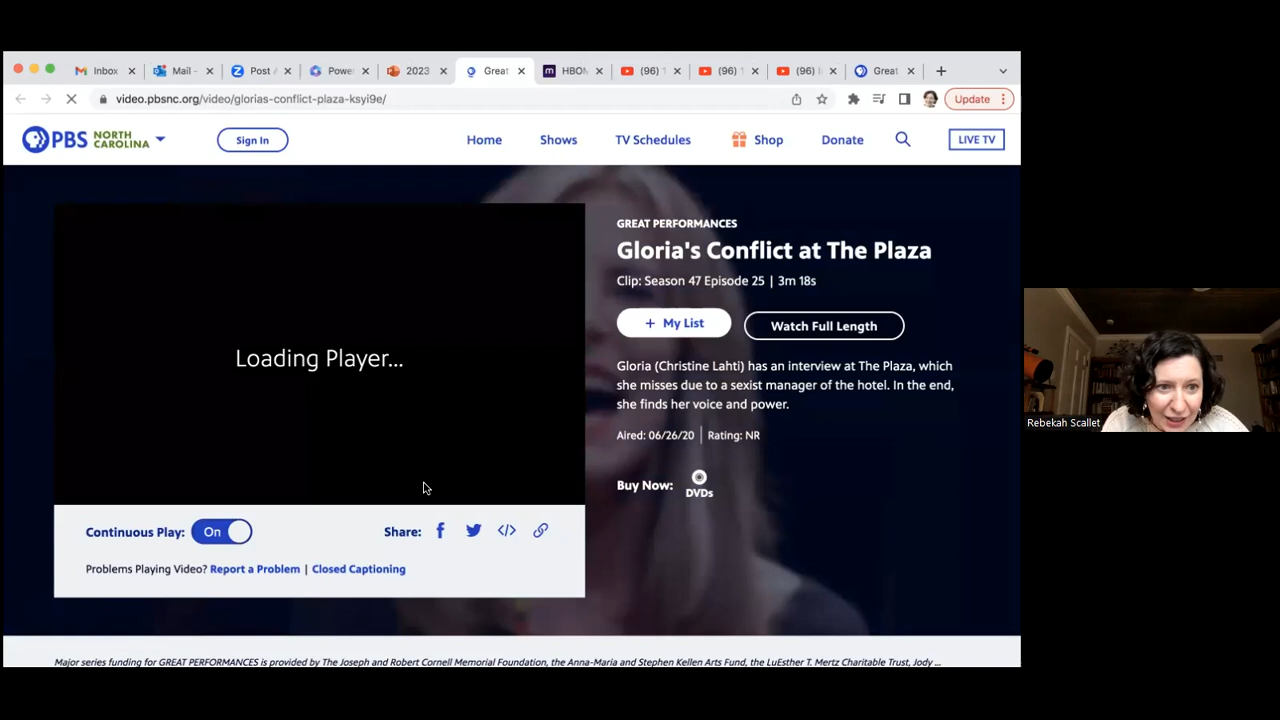 Inbox
Mail -
Post /
Powe
2023
Great
HBOM
(96) 1
(96) 1
(96) I
Great
video.pbsnc.org/video/glorias-conflict-plaza-ksyi9e/
Update
PBS NORTH CAROLINA
Sign In
Home
Shows
TV Schedules
Shop
Donate
LIVE TV
Loading Player...
GREAT PERFORMANCES
Gloria's Conflict at The Plaza
Clip: Season 47 Episode 25 | 3m 18s
+ My List
Watch Full Length
Gloria (Christine Lahti) has an interview at The Plaza, which
she misses due to a sexist manager of the hotel. In the end,
she finds her voice and power.
Aired: 06/26/20 | Rating: NR
Buy Now:
DVDs
Continuous Play: On
Share:
Problems Playing Video? Report a Problem | Closed Captioning
Major series funding for GREAT PERFORMANCES is provided by The Joseph and Robert Cornell Memorial Foundation, the Anna-Maria and Stephen Kellen Arts Fund, the LuEsther T. Mertz Charitable Trust, Jody ...
Rebekah Scallet